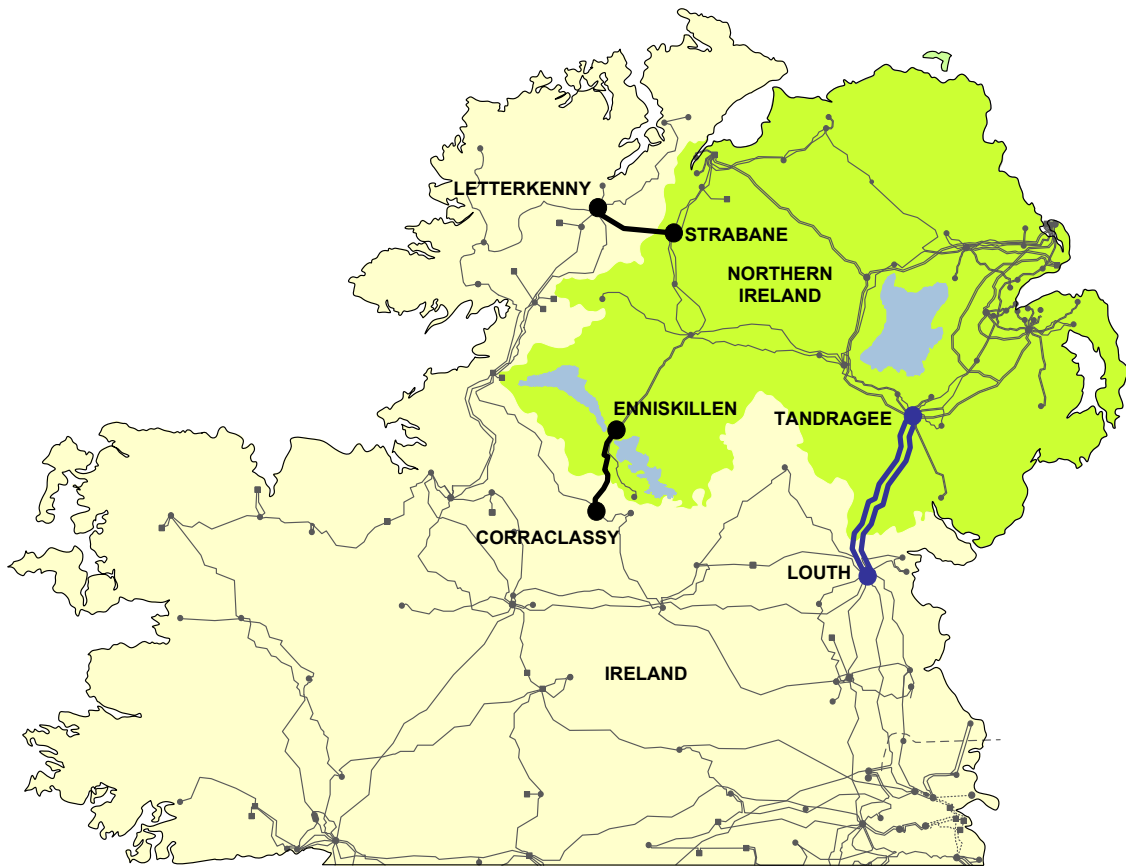 LETTERKENNY
STRABANE
NORTHERN
IRELAND
ENNISKILLEN
TANDRAGEE
CORRACLASSY
LOUTH
IRELAND